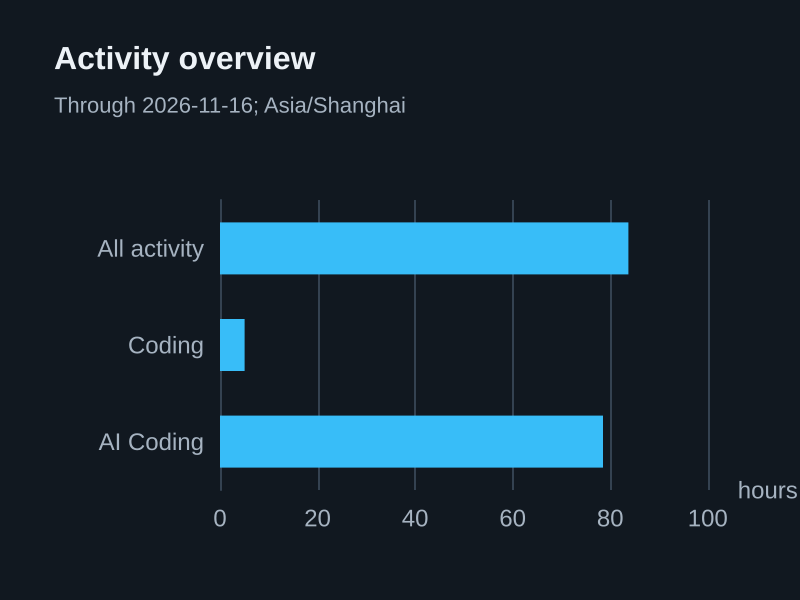 Activity overview
Through 2026-11-16; Asia/Shanghai
All activity
Coding
AI Coding
hours
0 20 40 60 80 100